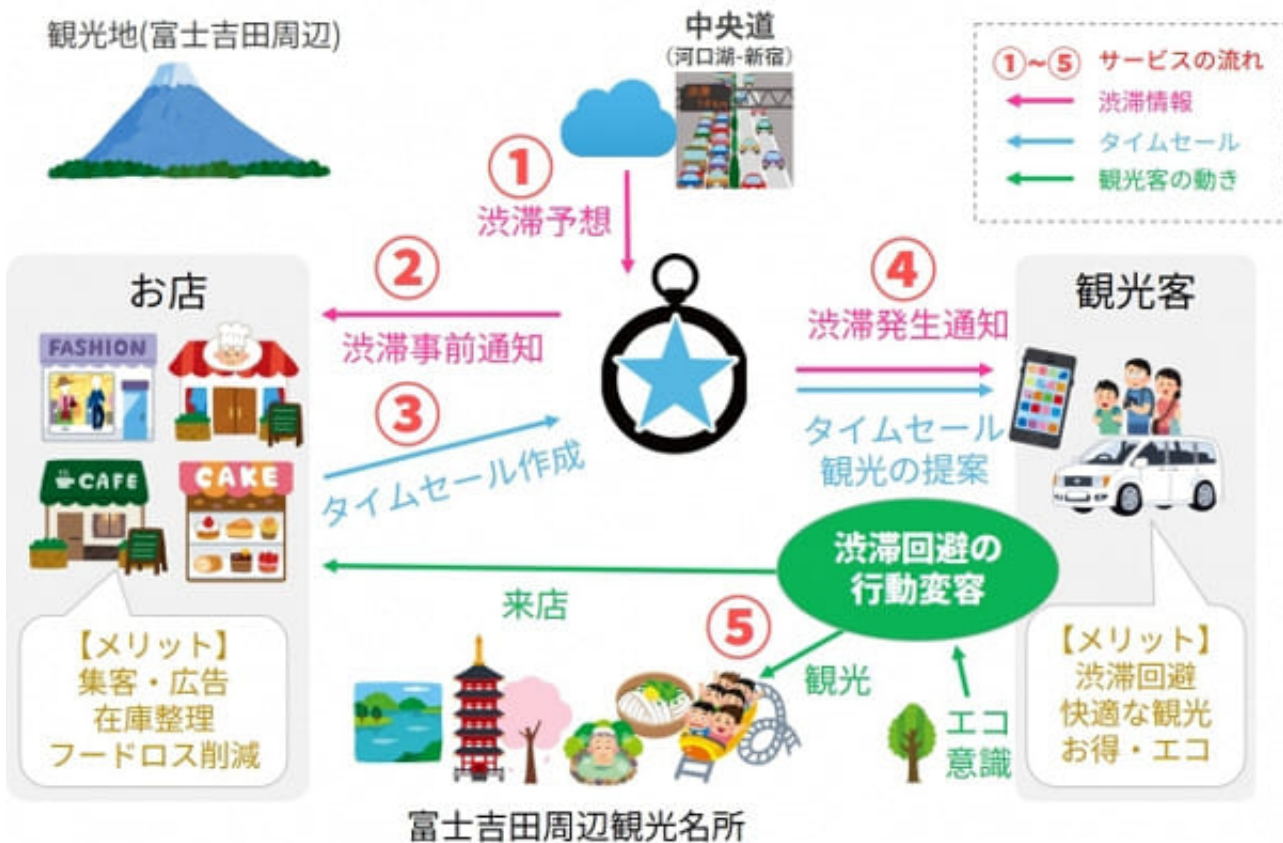 観光地(富士吉田周辺)
中央道
(河口湖-新宿)
①～⑤ サービスの流れ
渋滞情報
タイムセール
観光客の動き
①
渋滞予想
②
渋滞事前通知
③
タイムセール作成
④
渋滞発生通知
タイムセール
観光の提案
お店
FASHION
CAFE
CAKE
【メリット】
集客・広告
在庫整理
フードロス削減
観光客
【メリット】
渋滞回避
快適な観光
お得・エコ
渋滞回避の
行動変容
来店
⑤
観光
エコ
意識
富士吉田周辺観光名所